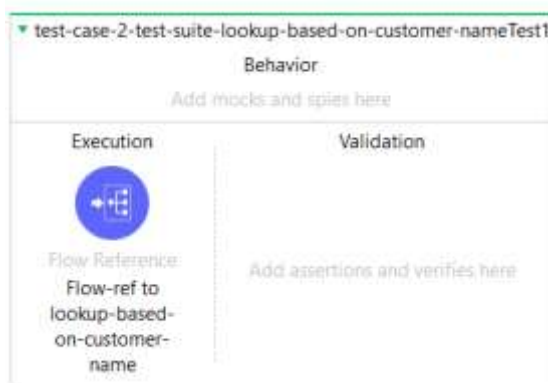 test-case-2-test-suite-lookup-based-on-customer-nameTest1
Behavior
Add mocks and spies here
Execution
Validation
Flow Reference
Flow-ref to
lookup-based-
on-customer-
name
Add assertions and verifies here